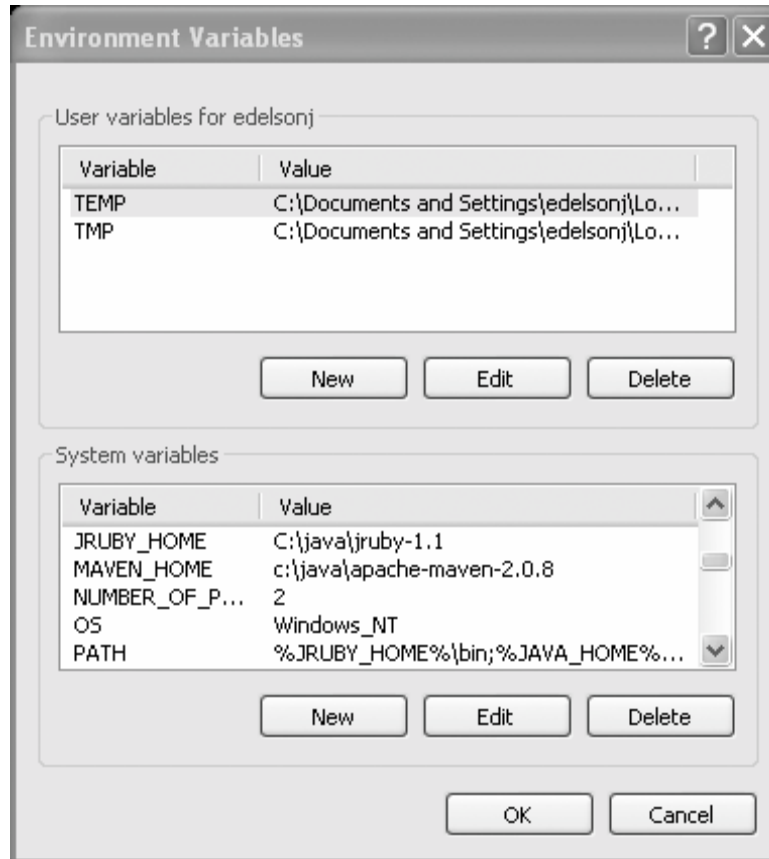 Environment Variables
User variables for edelsonj
Variable Value
TEMP C:\Documents and Settings\edelsonj\Lo...
TMP C:\Documents and Settings\edelsonj\Lo...
New Edit Delete
System variables
Variable Value
JRUBY_HOME C:\java\jruby-1.1
MAVEN_HOME c:\java\apache-maven-2.0.8
NUMBER_OF_P... 2
OS Windows_NT
PATH %JRUBY_HOME%\bin;%JAVA_HOME%...
New Edit Delete
OK Cancel